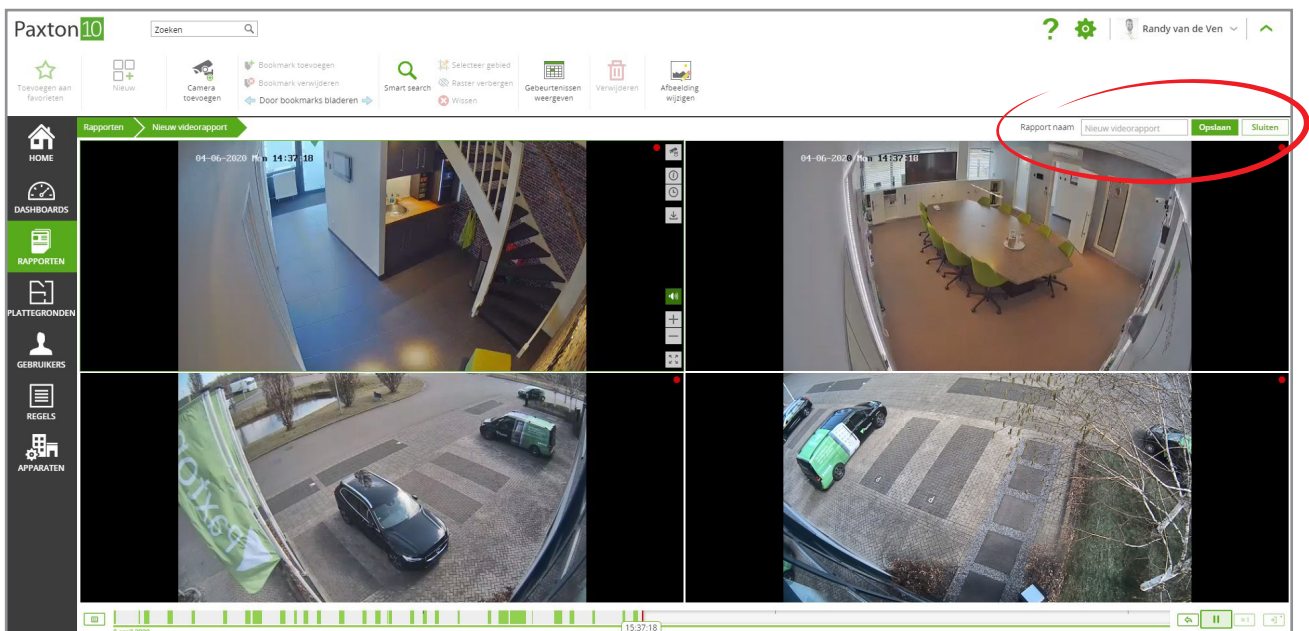 Paxton 10
Zoeken
?
Randy van de Ven
Toevoegen aan favorieten
Nieuw
Camera toevoegen
Bookmark toevoegen
Bookmark verwijderen
Door bookmarks bladeren
Smart search
Selecteer gebied
Raster verbergen
Wissen
Gebeurtenissen weergeven
Verwijderen
Afbeelding wijzigen
Rapporten
Nieuw videorapport
Rapport naam
Nieuw videorapport
Opslaan
Sluiten
HOME
DASHBOARDS
RAPPORTEN
PLATTEGRONDEN
GEBRUIKERS
REGELS
APPARATEN
04-06-2020 Mon 14:37:18
04-06-2020 Mon 14:37:18
paxton
15:37:18